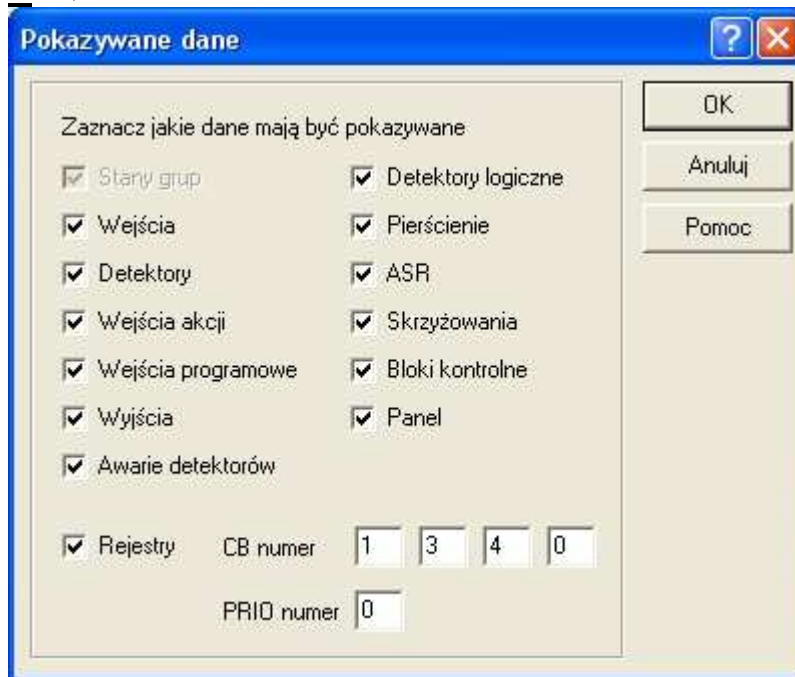 Pokazywane dane
Zaznacz jakie dane mają być pokazywane
Stany grup
Wejścia
Detektory
Wejścia akcji
Wejścia programowe
Wyjścia
Awarie detektorów
Detektory logiczne
Pierścienie
ASR
Skrzyżowania
Bloki kontrolne
Panel
Rejestry CB numer 1 3 4 0
PRIO numer 0
OK
Anuluj
Pomoc